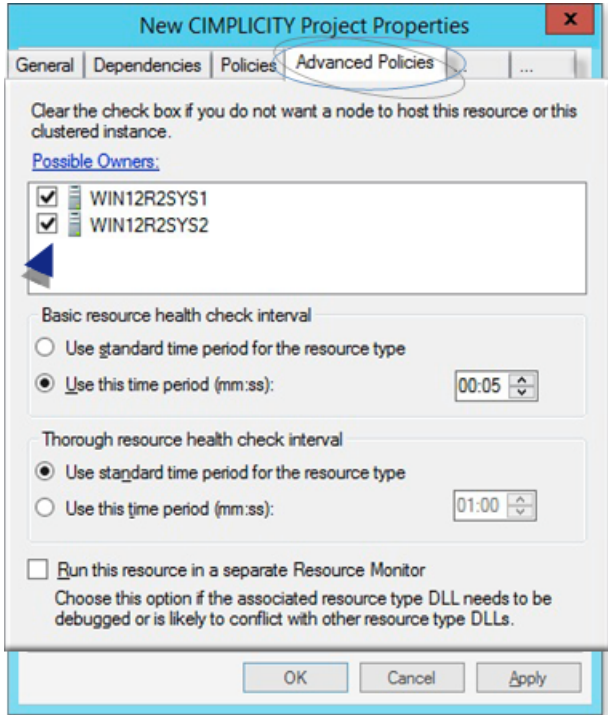 New CIMPLICITY Project Properties
x
General Dependencies Policies Advanced Policies ... ...
Clear the check box if you do not want a node to host this resource or this
clustered instance.
Possible Owners:
WIN12R2SYS1
WIN12R2SYS2
Basic resource health check interval
Use standard time period for the resource type
Use this time period (mm:ss): 00:05
Thorough resource health check interval
Use standard time period for the resource type
Use this time period (mm:ss): 01:00
Run this resource in a separate Resource Monitor
Choose this option if the associated resource type DLL needs to be
debugged or is likely to conflict with other resource type DLLs.
OK Cancel Apply